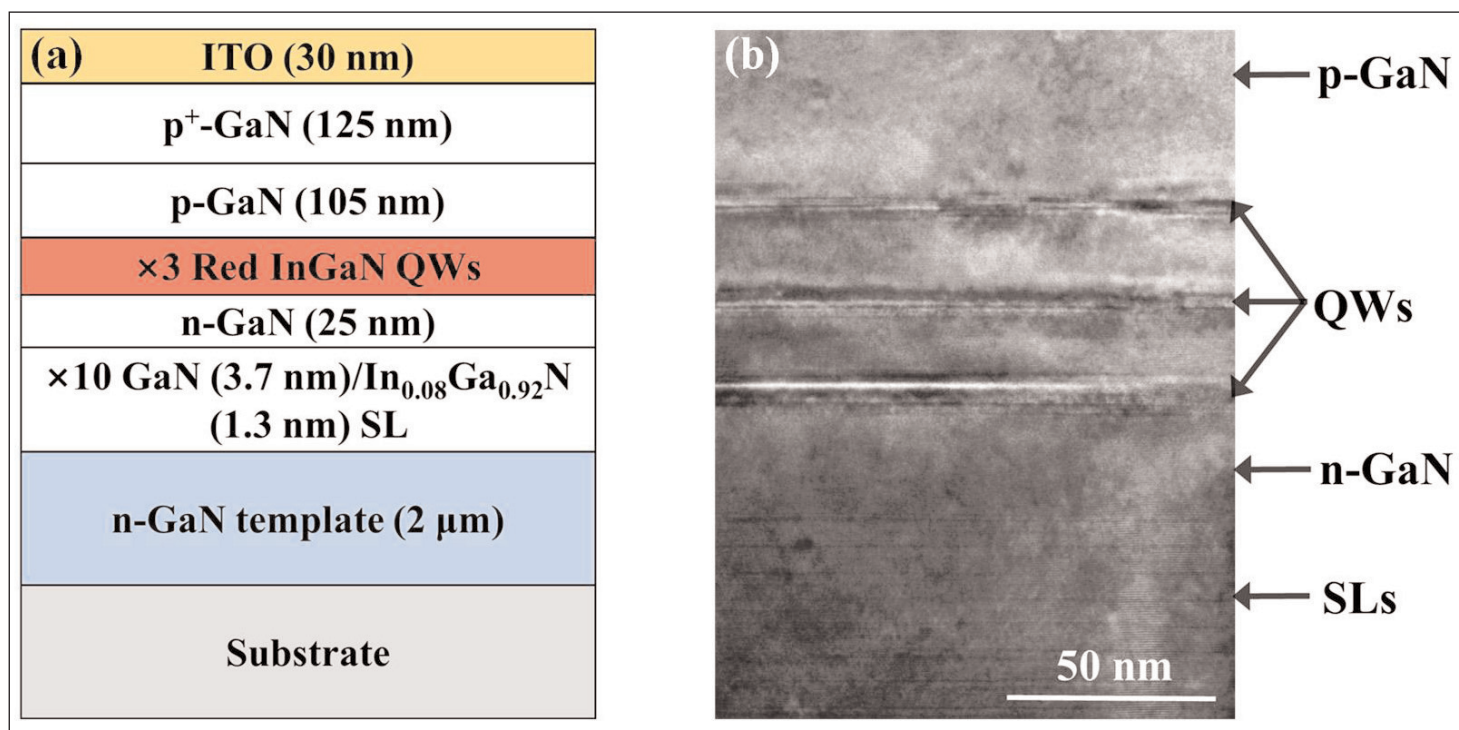 (a)
ITO (30 nm)
p⁺-GaN (125 nm)
p-GaN (105 nm)
×3 Red InGaN QWs
n-GaN (25 nm)
×10 GaN (3.7 nm)/In₀.₀₈Ga₀.₉₂N
(1.3 nm) SL
n-GaN template (2 μm)
Substrate
(b)
p-GaN
QWs
n-GaN
SLs
50 nm